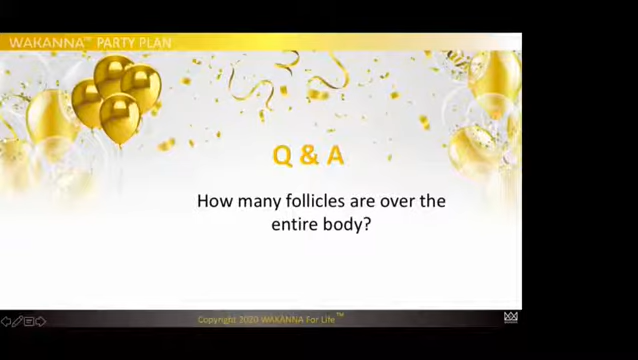 WAKANNA™ PARTY PLAN
Q & A
How many follicles are over the
entire body?
Copyright 2020 WAKANNA For Life™